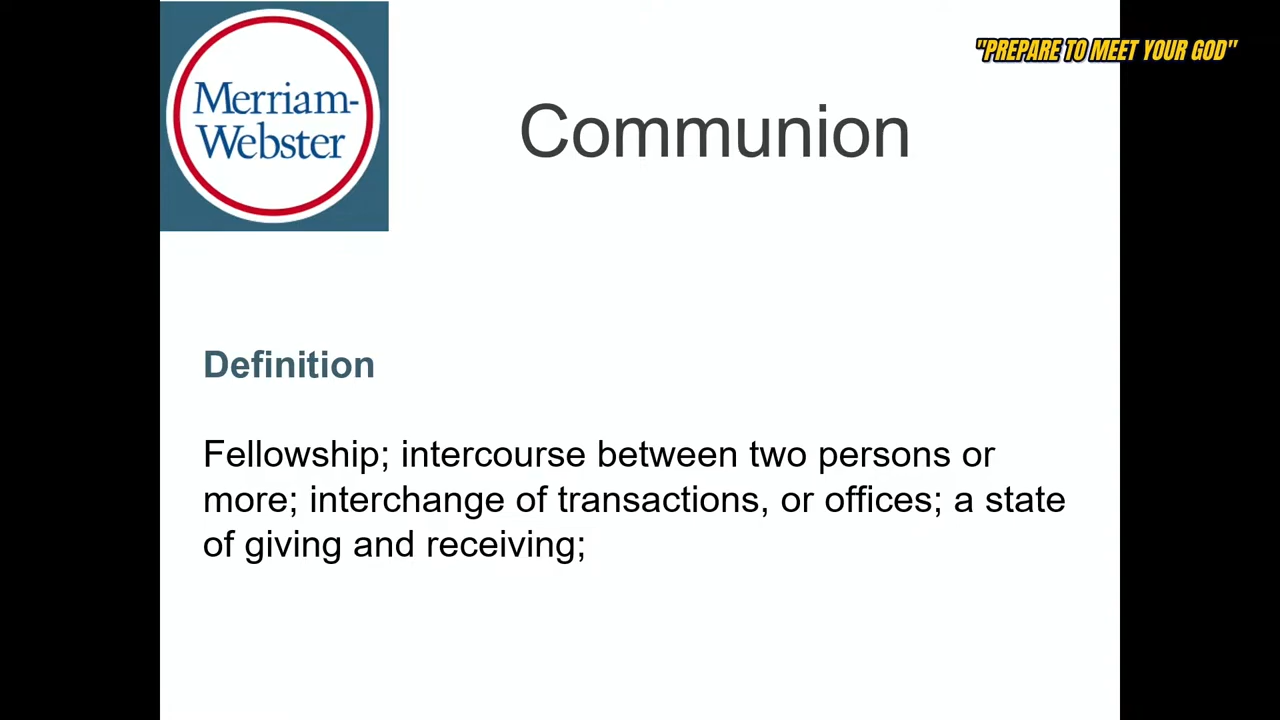 Merriam-
Webster
"PREPARE TO MEET YOUR GOD"
Communion
Definition
Fellowship; intercourse between two persons or
more; interchange of transactions, or offices; a state
of giving and receiving;